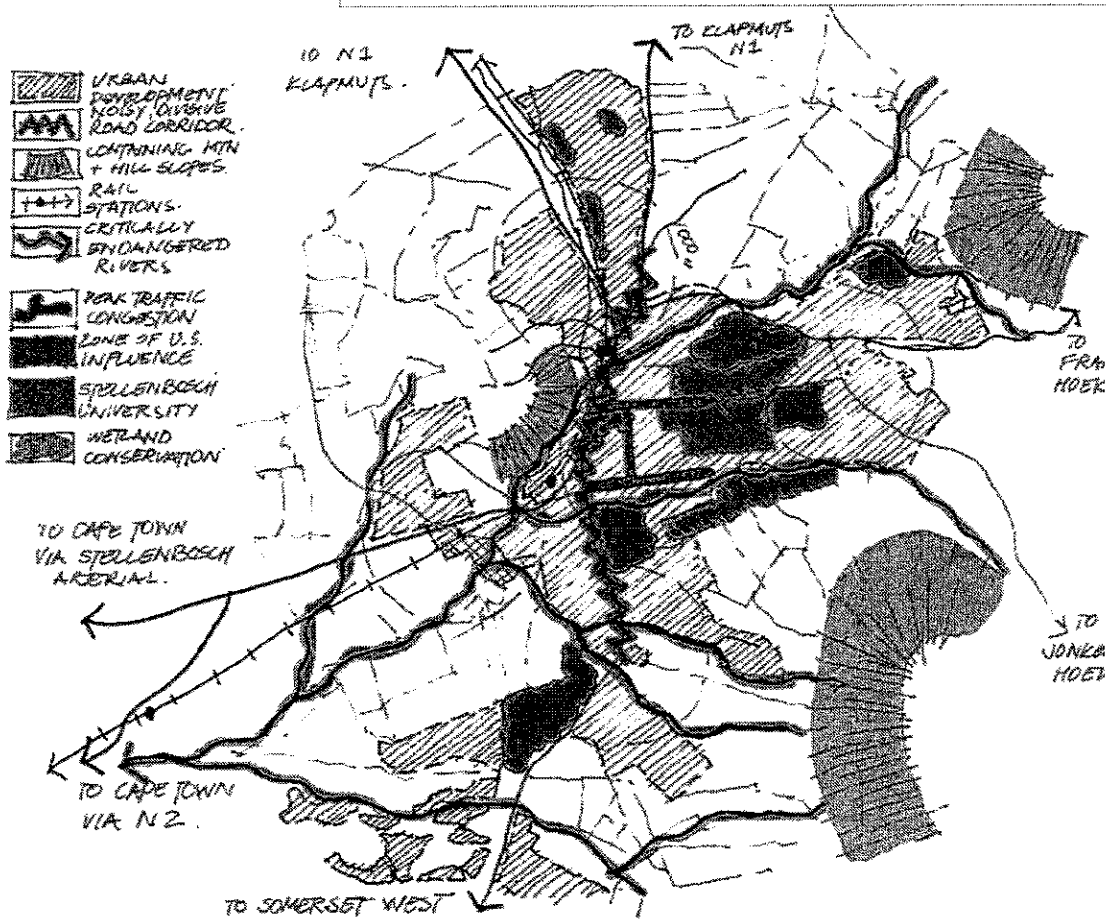 URBAN
DEVELOPMENT
NOISY, DIVISIVE
ROAD CORRIDOR.
CONTAINING MTN
+ HILL SLOPES.
RAIL
STATIONS.
CRITICALLY
ENDANGERED
RIVERS
PEAK TRAFFIC
CONGESTION
ZONE OF U.S.
INFLUENCE
STELLENBOSCH
UNIVERSITY
WETLAND
CONSERVATION
TO N1
KLAPMUTS.
TO KLAPMUTS
N1
TO
FRA
HOEK
TO CAPE TOWN
VIA STELLENBOSCH
ARERIAL.
TO
JONK
HOE
TO CAPE TOWN
VIA N2.
TO SOMERSET WEST